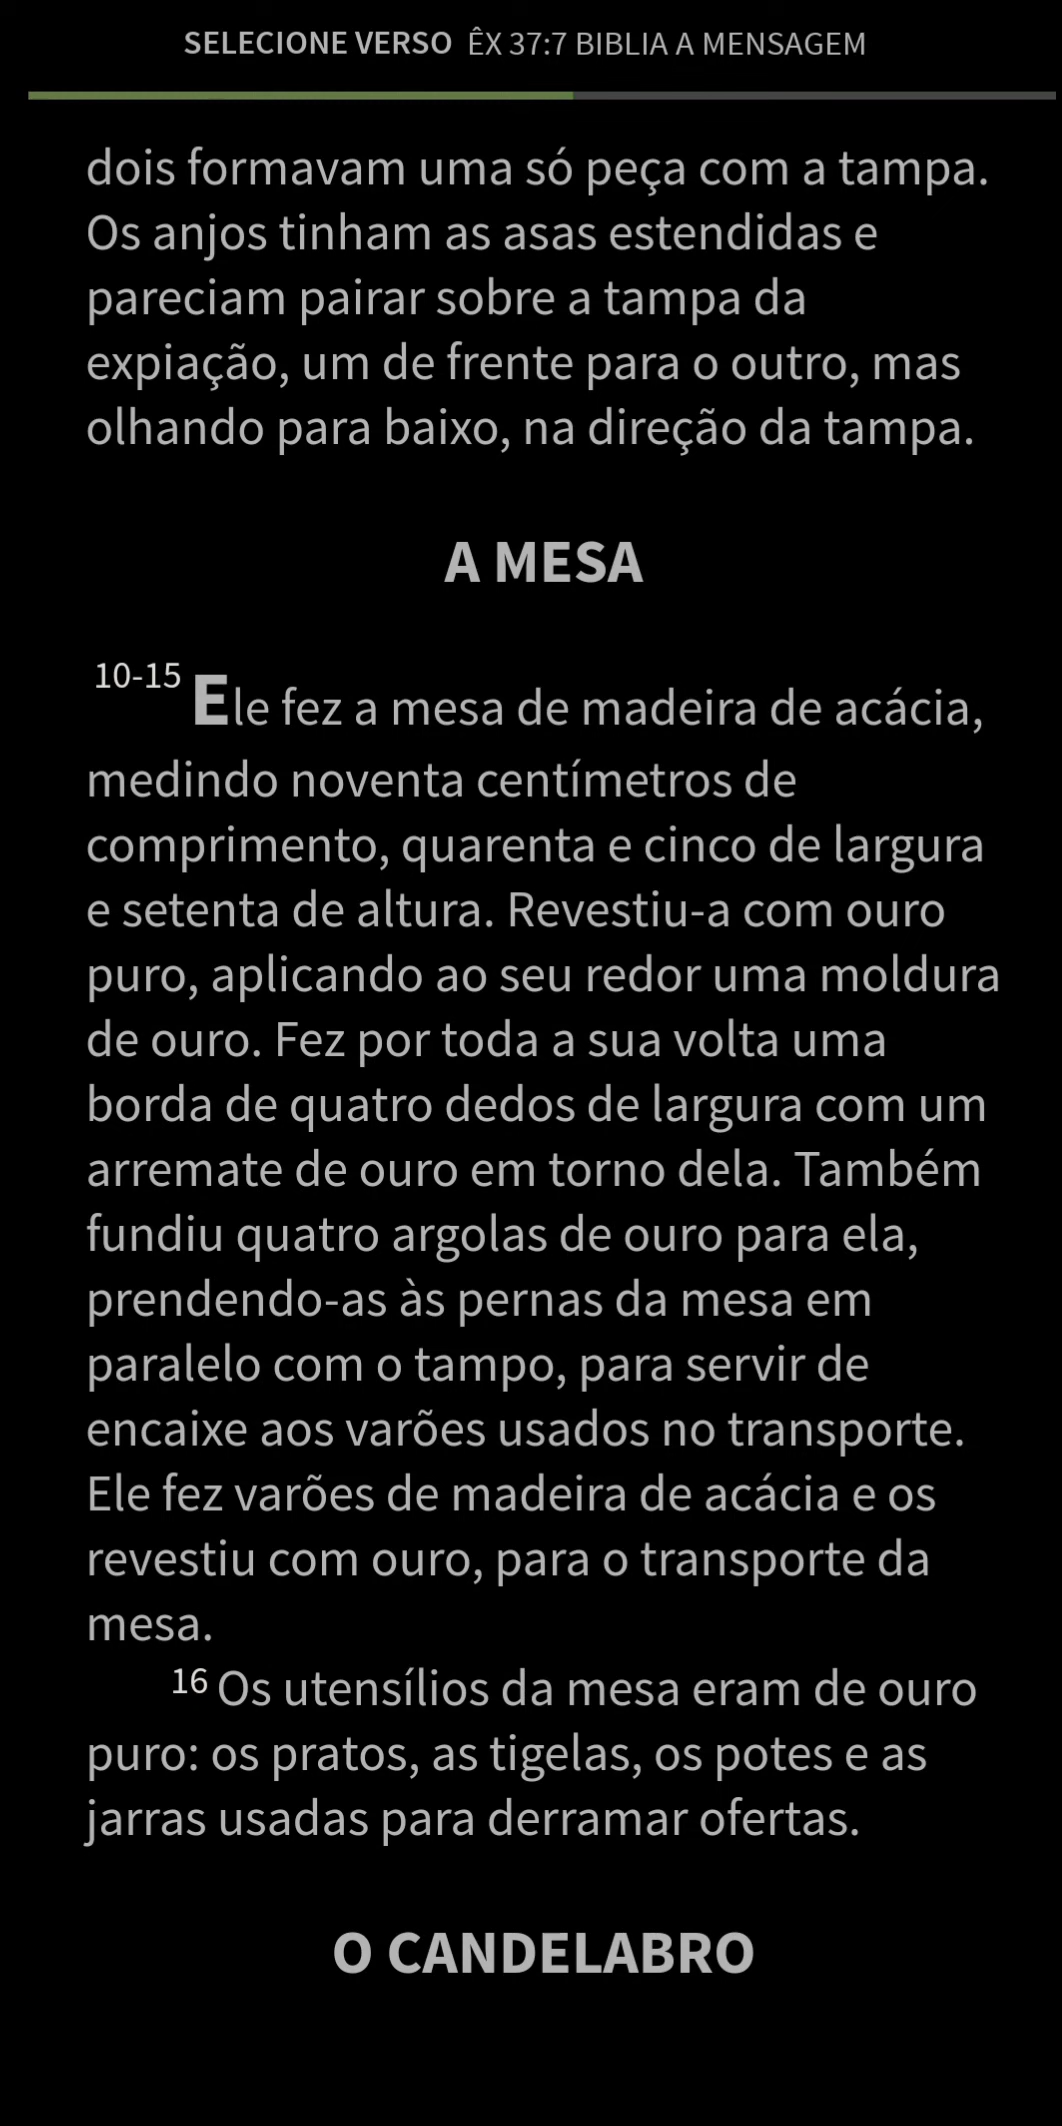 SELECIONE VERSO ÊX 37:7 BIBLIA A MENSAGEM
dois formavam uma só peça com a tampa.
Os anjos tinham as asas estendidas e
pareciam pairar sobre a tampa da
expiação, um de frente para o outro, mas
olhando para baixo, na direção da tampa.
A MESA
10-15 Ele fez a mesa de madeira de acácia,
medindo noventa centímetros de
comprimento, quarenta e cinco de largura
e setenta de altura. Revestiu-a com ouro
puro, aplicando ao seu redor uma moldura
de ouro. Fez por toda a sua volta uma
borda de quatro dedos de largura com um
arremate de ouro em torno dela. Também
fundiu quatro argolas de ouro para ela,
prendendo-as às pernas da mesa em
paralelo com o tampo, para servir de
encaixe aos varões usados no transporte.
Ele fez varões de madeira de acácia e os
revestiu com ouro, para o transporte da
mesa.
16 Os utensílios da mesa eram de ouro
puro: os pratos, as tigelas, os potes e as
jarras usadas para derramar ofertas.
O CANDELABRO